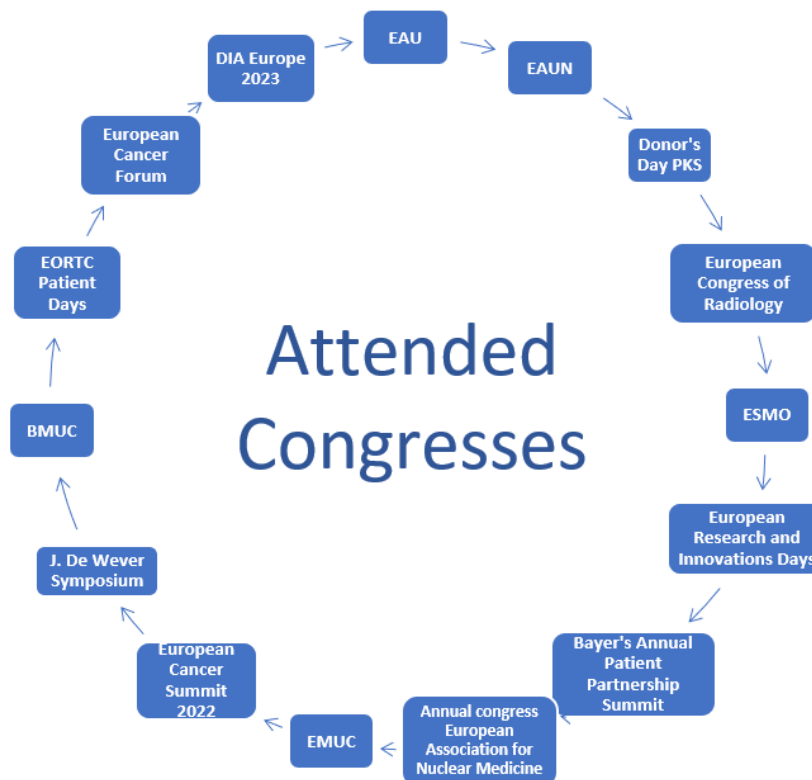 EAU
EAUN
Donor's
Day PKS
European
Congress of
Radiology
ESMO
European
Research and
Innovations Days
Bayer's Annual
Patient
Partnership
Summit
Annual congress
European
Association for
Nuclear Medicine
EMUC
European
Cancer
Summit
2022
J. De Wever
Symposium
BMUC
EORTC
Patient
Days
European
Cancer
Forum
DIA Europe
2023
Attended
Congresses